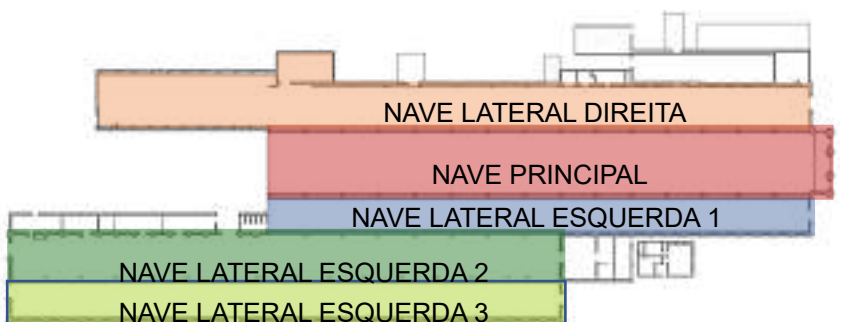 NAVE LATERAL DIREITA
NAVE PRINCIPAL
NAVE LATERAL ESQUERDA 1
NAVE LATERAL ESQUERDA 2
NAVE LATERAL ESQUERDA 3